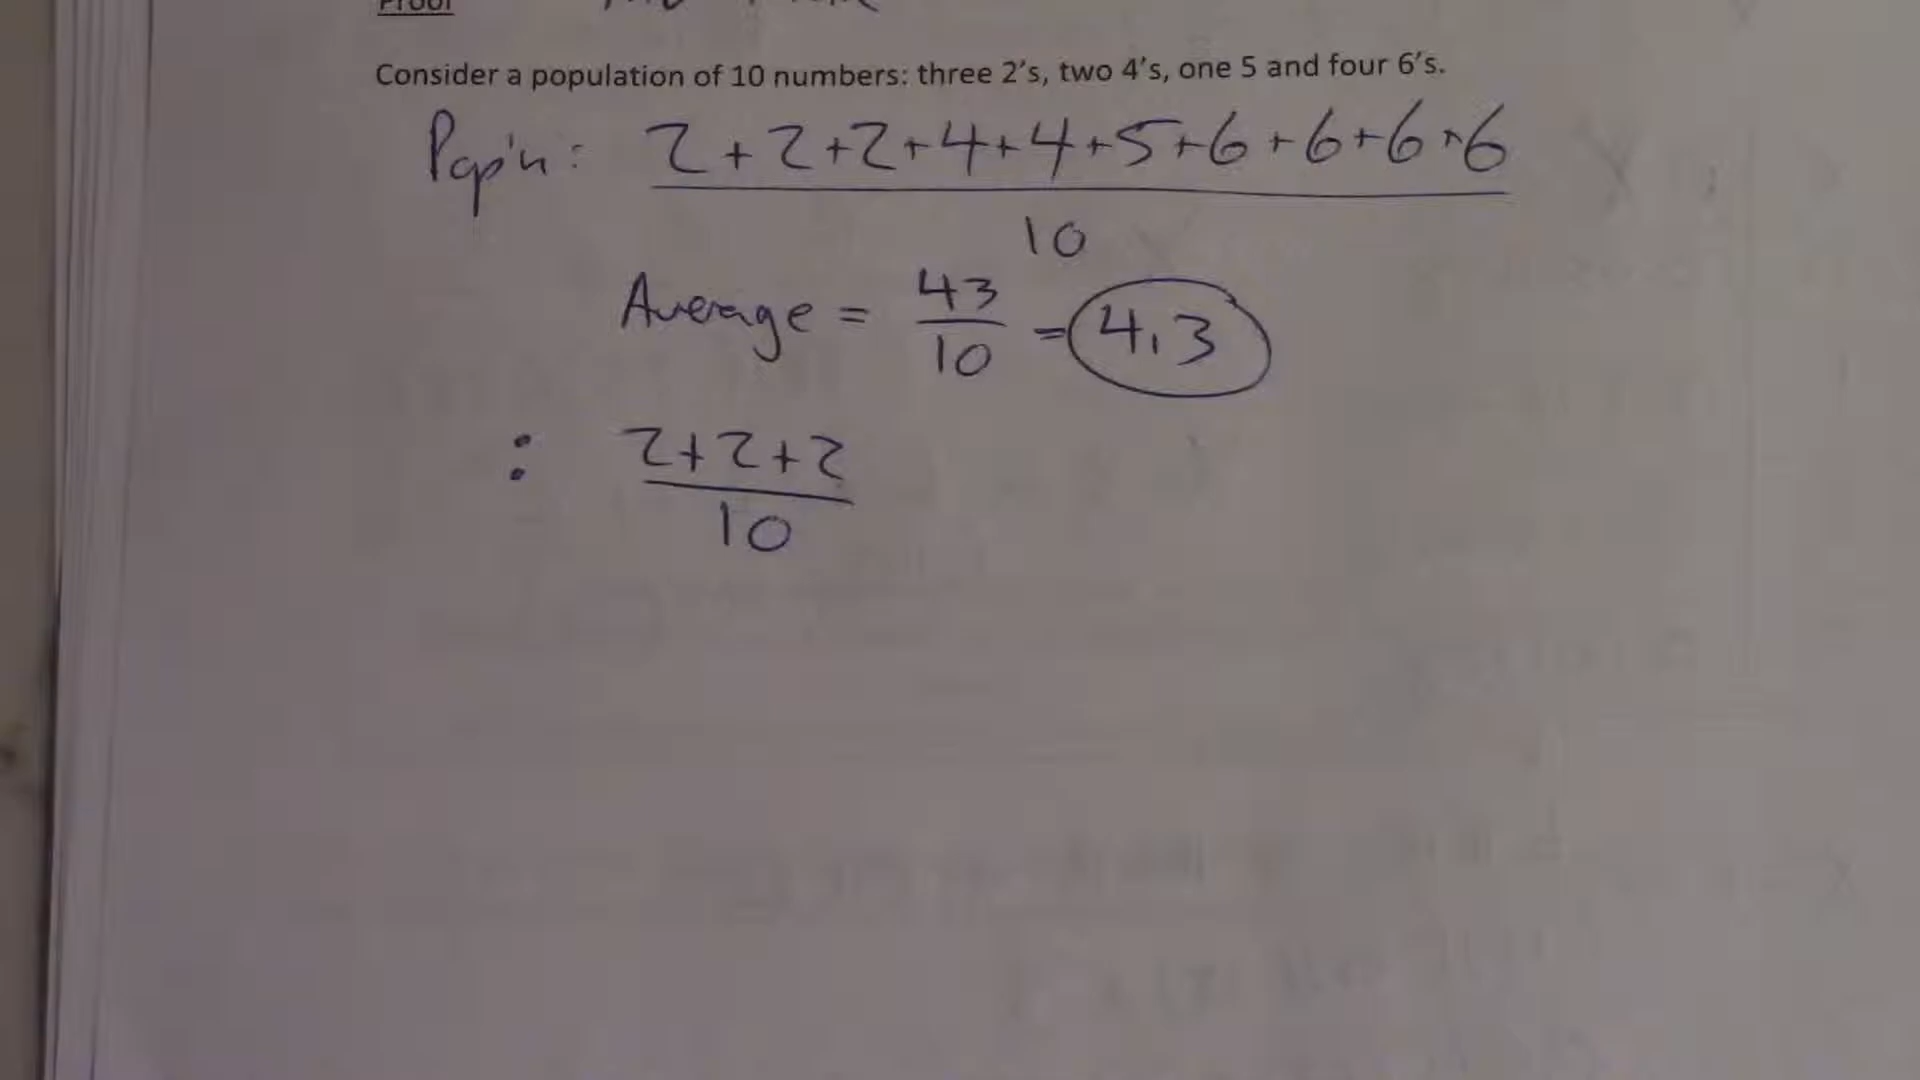 Proof
Consider a population of 10 numbers: three 2's, two 4's, one 5 and four 6's.
Pop'n: 2+2+2+4+4+5+6+6+6+6
10
Average = 43/10 = 4.3
: 2+2+2
10